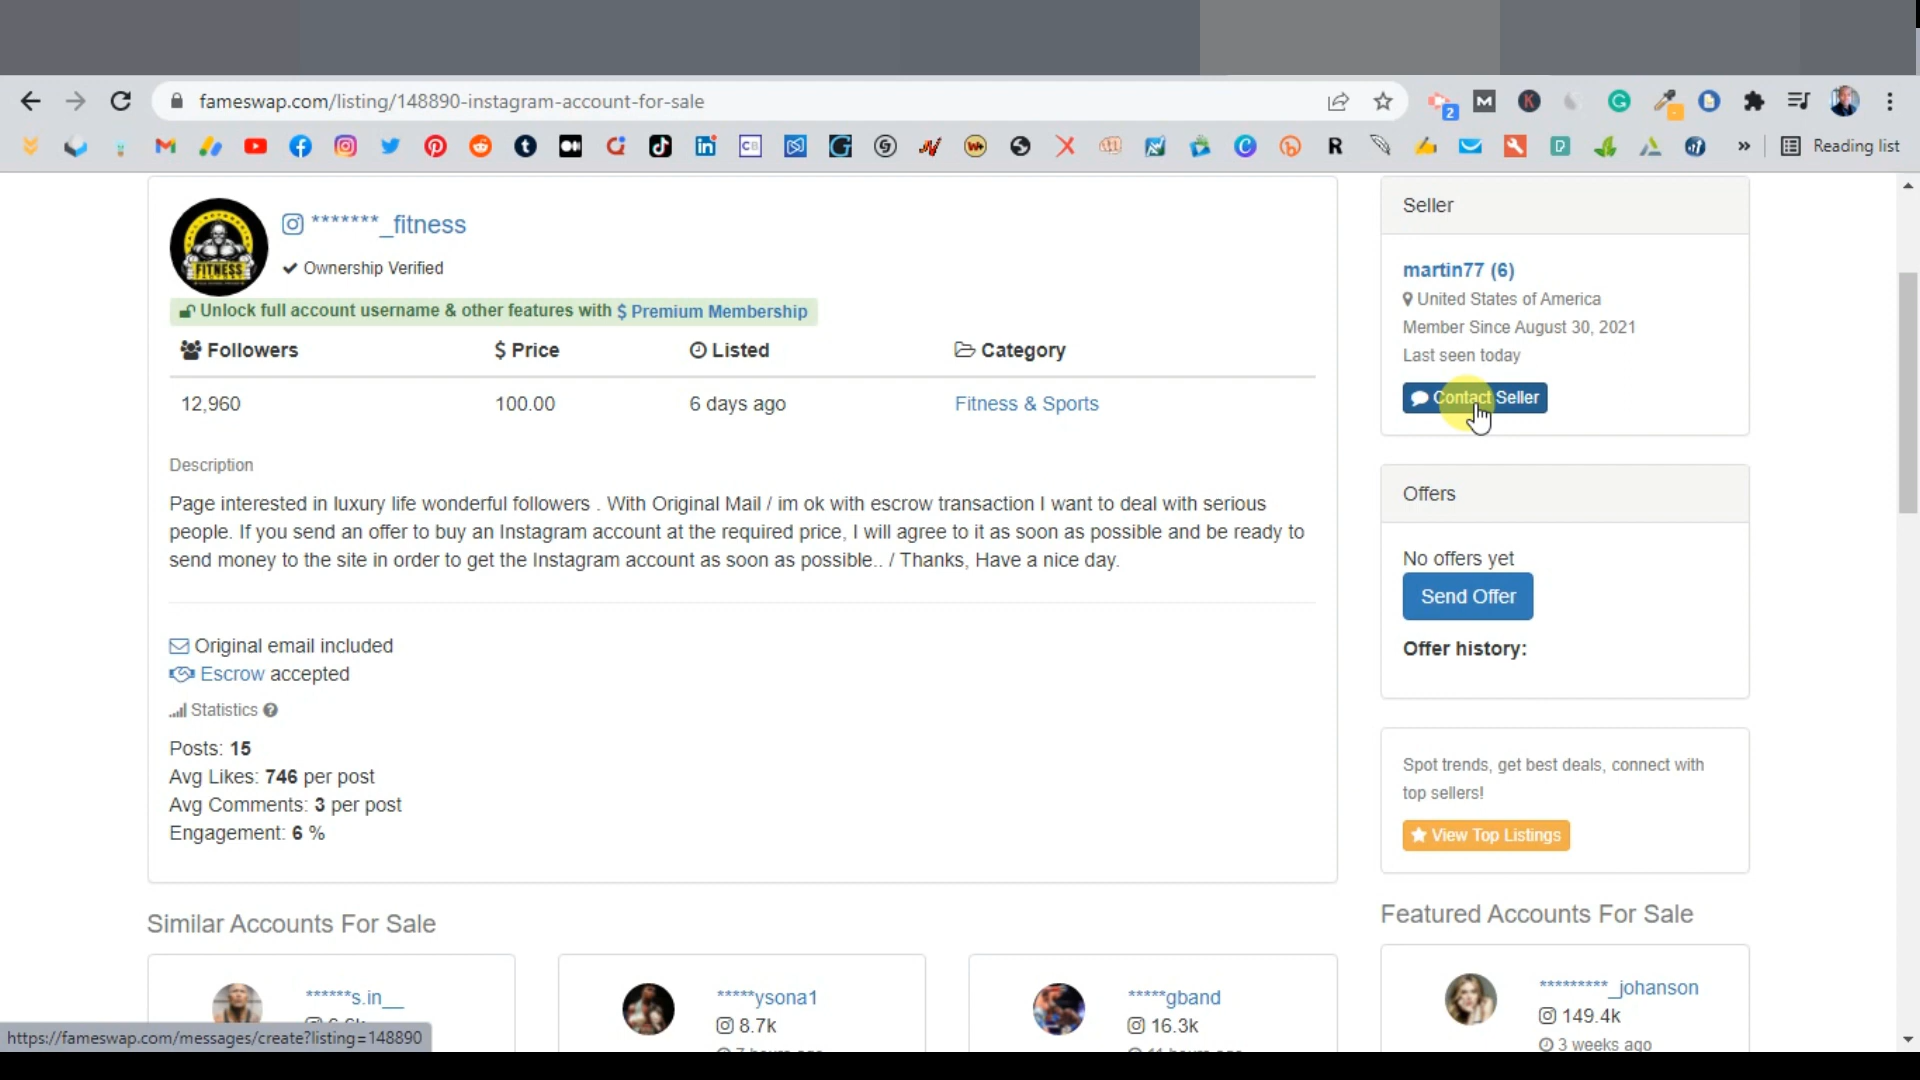 fameswap.com/listing/148890-instagram-account-for-sale
2
Reading list
*******_fitness
FITNESS
Ownership Verified
Unlock full account username & other features with $ Premium Membership
Followers $ Price Listed Category
12,960 100.00 6 days ago Fitness & Sports
Description
Page interested in luxury life wonderful followers . With Original Mail / im ok with escrow transaction I want to deal with serious
people. If you send an offer to buy an Instagram account at the required price, I will agree to it as soon as possible and be ready to
send money to the site in order to get the Instagram account as soon as possible.. / Thanks, Have a nice day.
Original email included
Escrow accepted
Statistics
Posts: 15
Avg Likes: 746 per post
Avg Comments: 3 per post
Engagement: 6 %
Seller
martin77 (6)
United States of America
Member Since August 30, 2021
Last seen today
Contact Seller
Offers
No offers yet
Send Offer
Offer history:
Spot trends, get best deals, connect with
top sellers!
View Top Listings
Similar Accounts For Sale
******s.in__
*****ysona1
8.7k
*****gband
16.3k
Featured Accounts For Sale
*********_johanson
149.4k
3 weeks ago
https://fameswap.com/messages/create?listing=148890